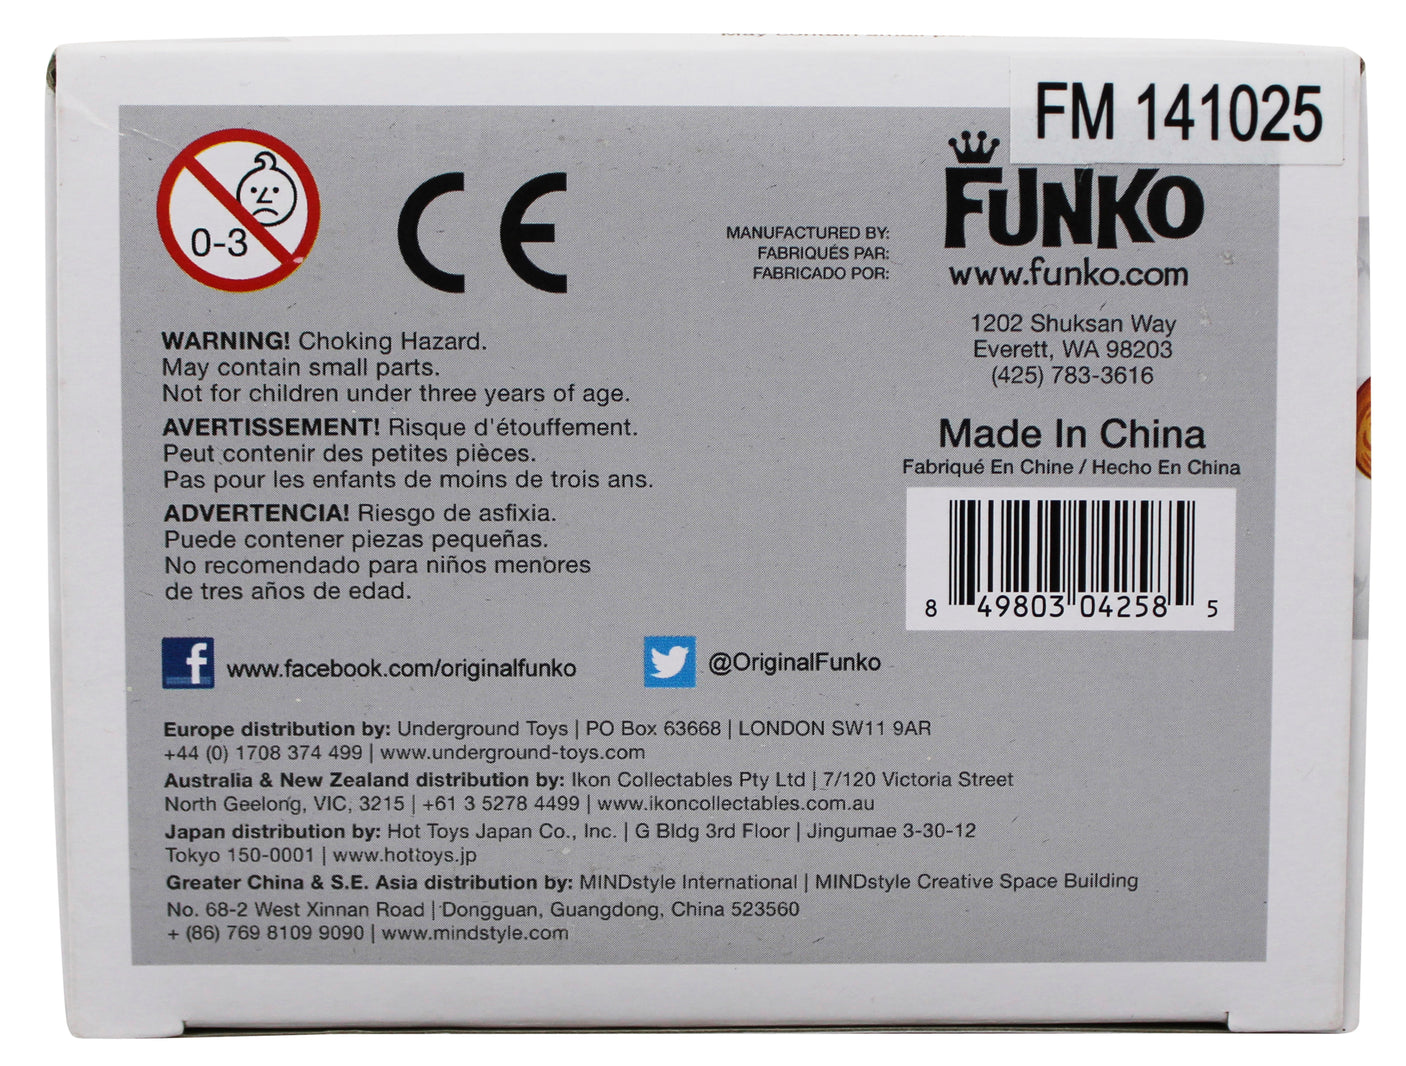 FM 141025
0-3
CE
MANUFACTURED BY:
FABRIQUÉS PAR:
FABRICADO POR:
FUNKO
www.funko.com
1202 Shuksan Way
Everett, WA 98203
(425) 783-3616
Made In China
Fabriqué En Chine / Hecho En China
8 49803 04258 5
WARNING! Choking Hazard.
May contain small parts.
Not for children under three years of age.
AVERTISSEMENT! Risque d'étouffement.
Peut contenir des petites pièces.
Pas pour les enfants de moins de trois ans.
ADVERTENCIA! Riesgo de asfixia.
Puede contener piezas pequeñas.
No recomendado para niños menores
de tres años de edad.
f www.facebook.com/originalfunko
@OriginalFunko
Europe distribution by: Underground Toys | PO Box 63668 | LONDON SW11 9AR
+44 (0) 1708 374 499 | www.underground-toys.com
Australia & New Zealand distribution by: Ikon Collectables Pty Ltd | 7/120 Victoria Street
North Geelong, VIC, 3215 | +61 3 5278 4499 | www.ikoncollectables.com.au
Japan distribution by: Hot Toys Japan Co., Inc. | G Bldg 3rd Floor | Jingumae 3-30-12
Tokyo 150-0001 | www.hottoys.jp
Greater China & S.E. Asia distribution by: MINDstyle International | MINDstyle Creative Space Building
No. 68-2 West Xinnan Road | Dongguan, Guangdong, China 523560
+ (86) 769 8109 9090 | www.mindstyle.com